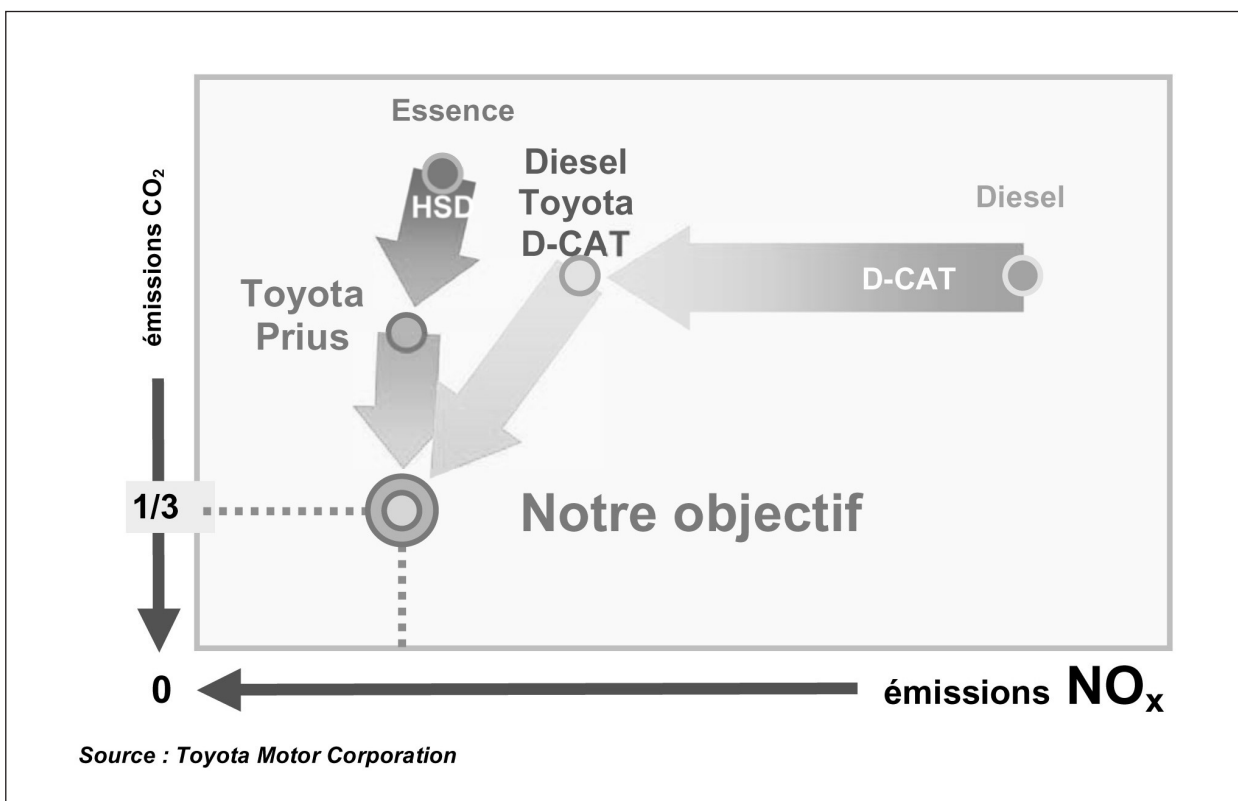 Essence
Diesel
Toyota
D-CAT
Diesel
HSD
D-CAT
Toyota
Prius
émissions CO₂
1/3
Notre objectif
0
émissions NOₓ
Source : Toyota Motor Corporation